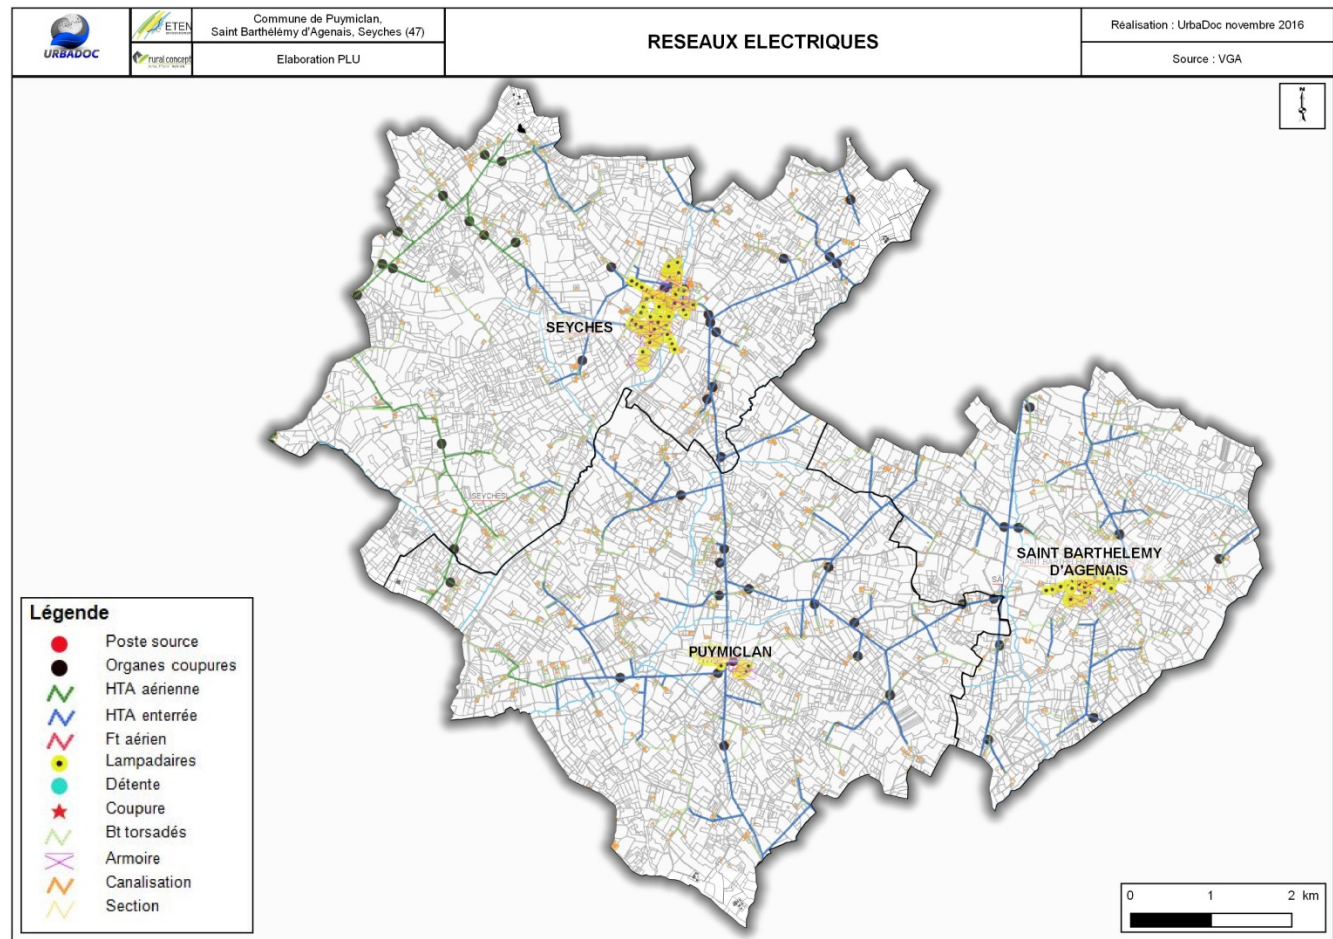 URBADOC
ETEN
environnement
rural concept
Commune de Puymiclan,
Saint Barthélémy d'Agenais, Seyches (47)
Elaboration PLU
RESEAUX ELECTRIQUES
Réalisation : UrbaDoc novembre 2016
Source : VGA
N
SEYCHES
SEYCHES
SAINT BARTHELEMY
D'AGENAIS
SA
PUYMICLAN
Légende
Poste source
Organes coupures
HTA aérienne
HTA enterrée
Ft aérien
Lampadaires
Détente
Coupure
Bt torsadés
Armoire
Canalisation
Section
0 1 2 km